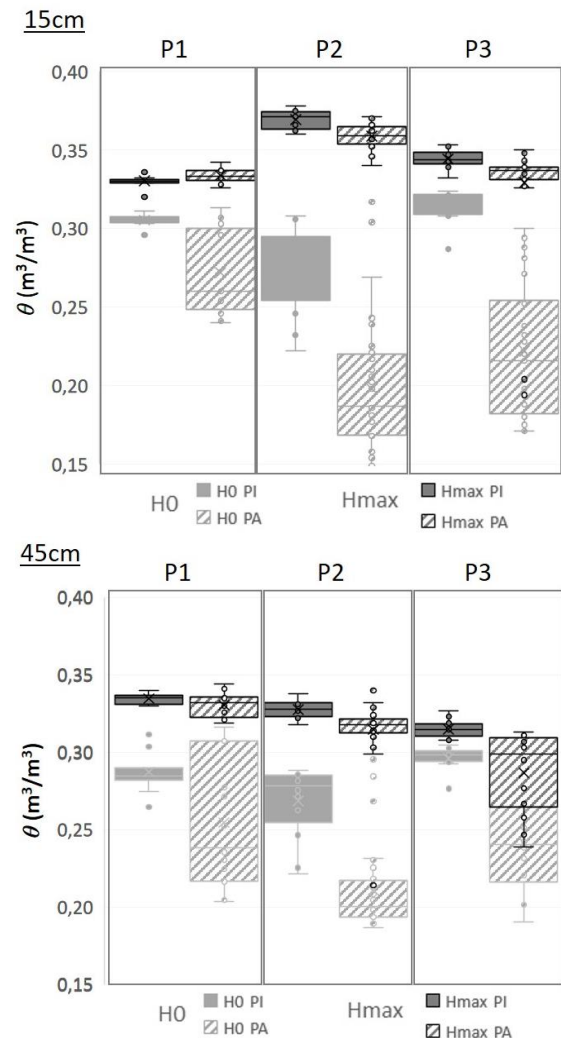 15cm
P1 P2 P3
0,40
0,35
0,30
0,25
0,20
0,15
θ (m³/m³)
H0 H0 PI Hmax Hmax PI
H0 PA Hmax PA
45cm
P1 P2 P3
0,40
0,35
0,30
0,25
0,20
0,15
θ (m³/m³)
H0 H0 PI Hmax Hmax PI
H0 PA Hmax PA